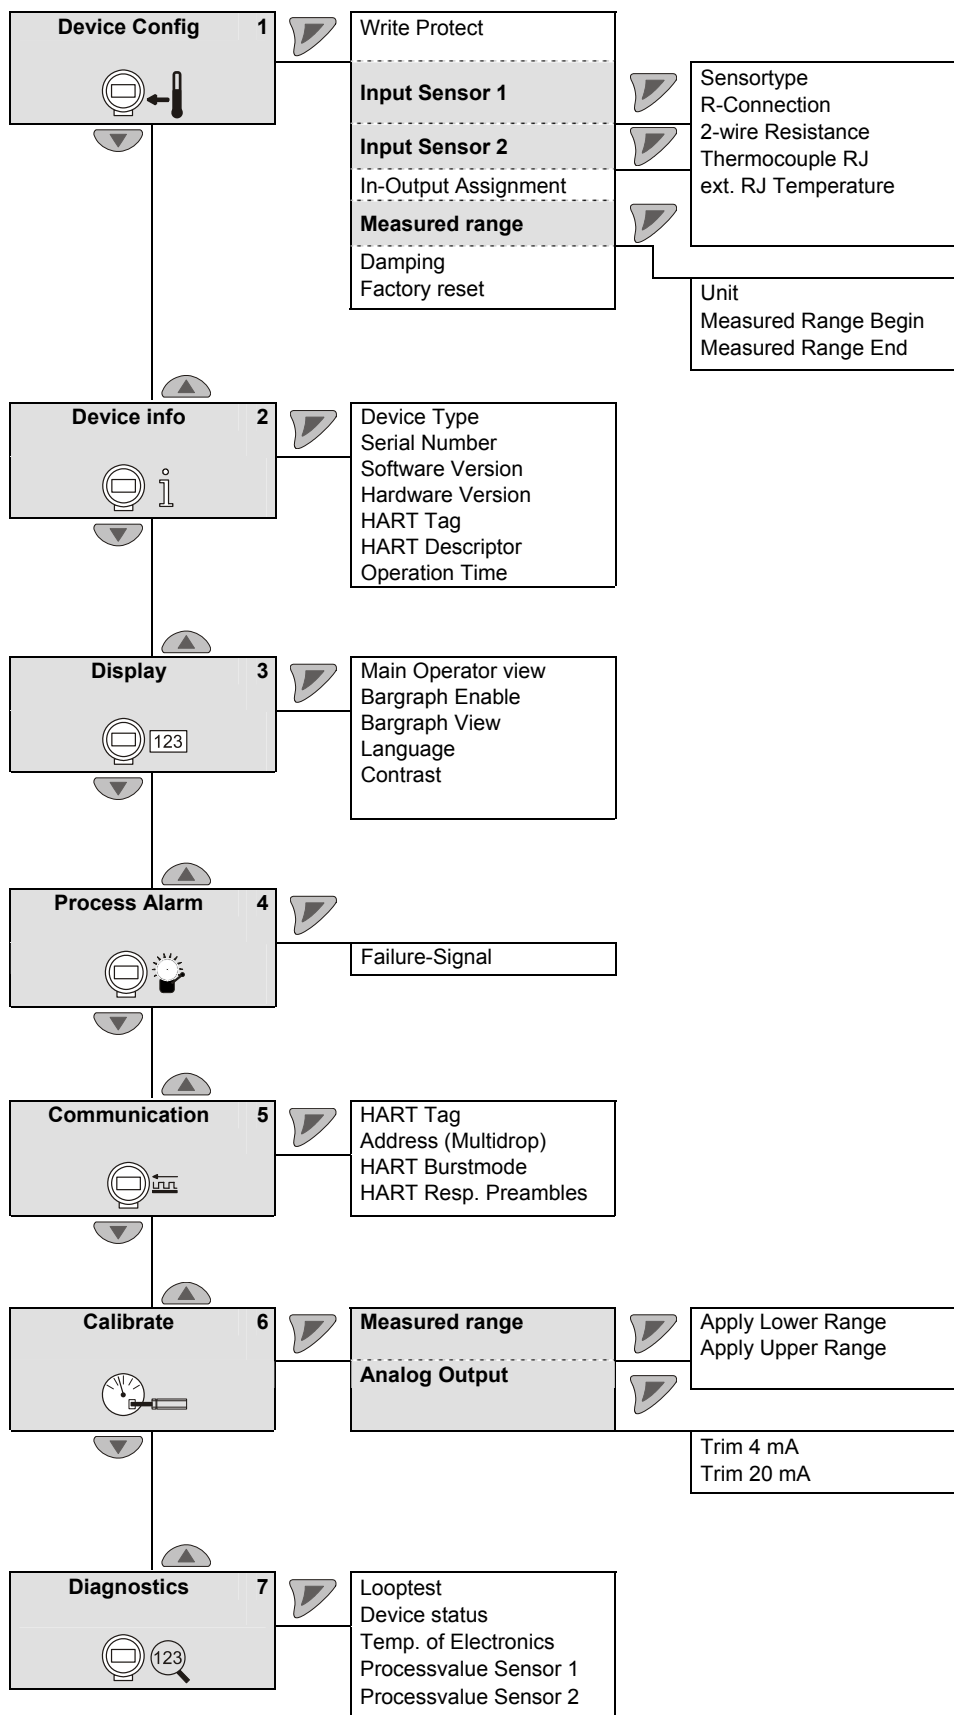 Device Config 1
Write Protect
Input Sensor 1
Input Sensor 2
In-Output Assignment
Measured range
Damping
Factory reset
Sensortype
R-Connection
2-wire Resistance
Thermocouple RJ
ext. RJ Temperature
Unit
Measured Range Begin
Measured Range End
Device info 2
i
Device Type
Serial Number
Software Version
Hardware Version
HART Tag
HART Descriptor
Operation Time
Display 3
123
Main Operator view
Bargraph Enable
Bargraph View
Language
Contrast
Process Alarm 4
Failure-Signal
Communication 5
HART Tag
Address (Multidrop)
HART Burstmode
HART Resp. Preambles
Calibrate 6
Measured range
Analog Output
Apply Lower Range
Apply Upper Range
Trim 4 mA
Trim 20 mA
Diagnostics 7
123
Looptest
Device status
Temp. of Electronics
Processvalue Sensor 1
Processvalue Sensor 2